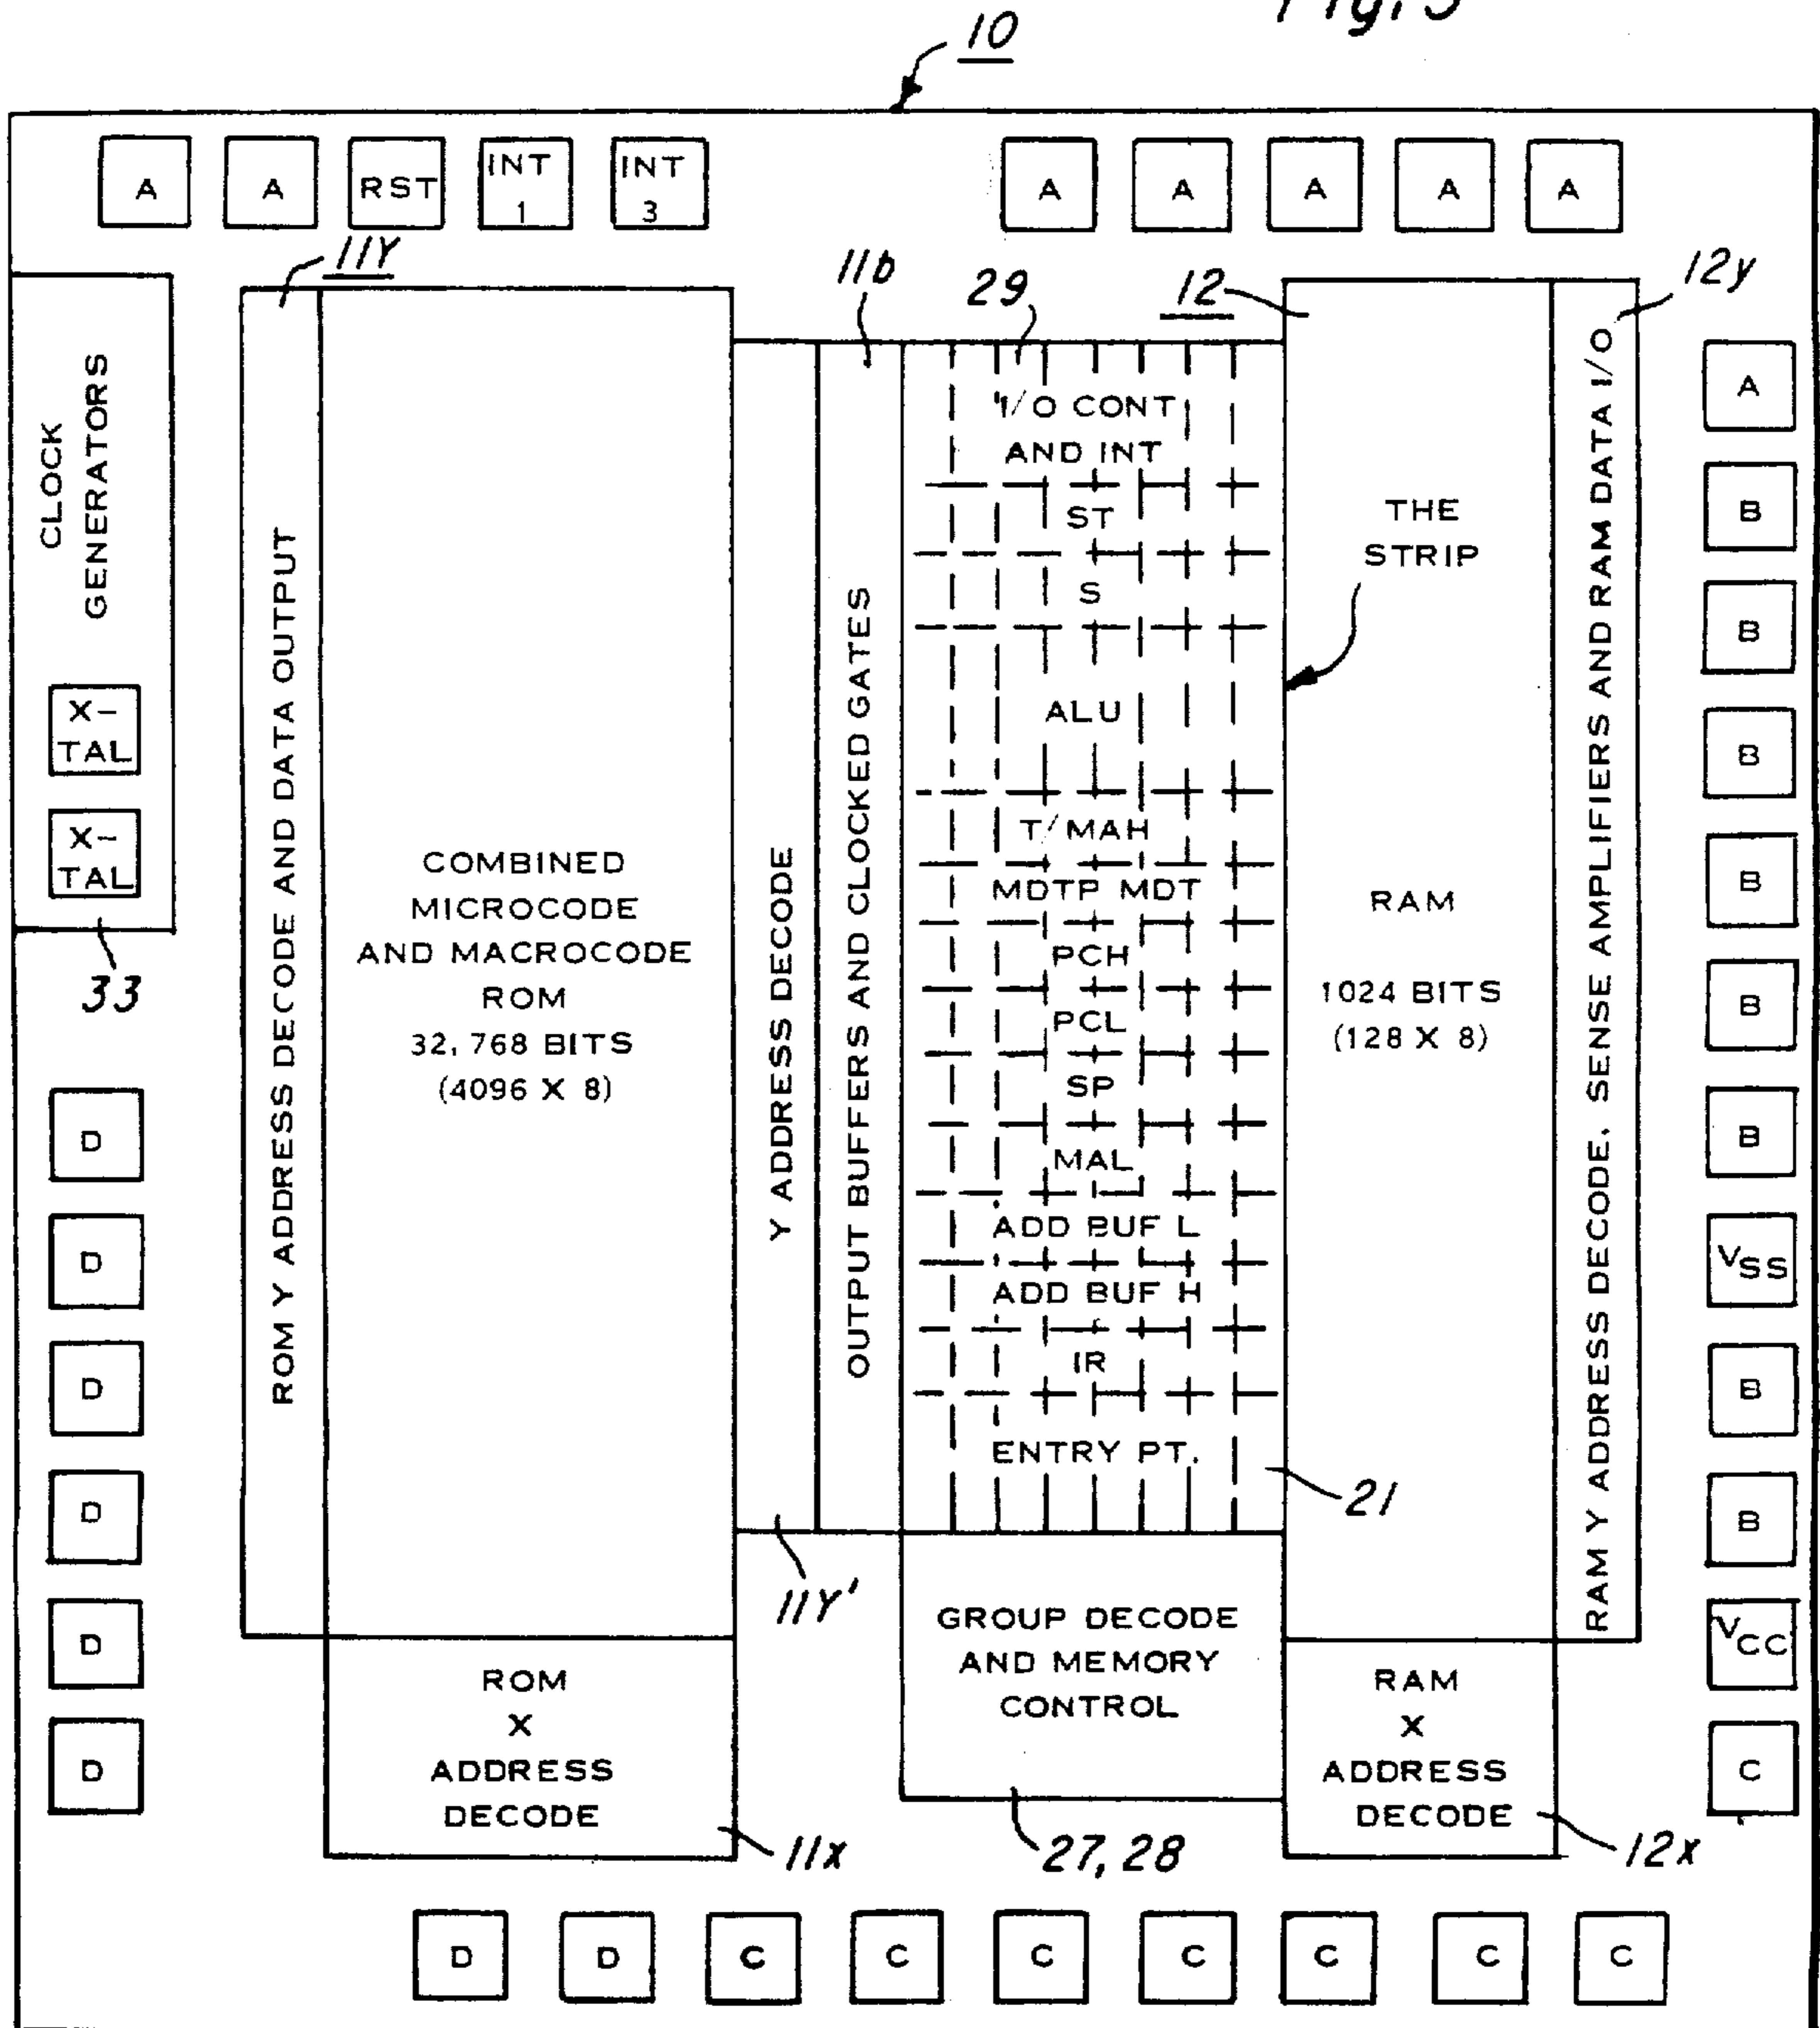 Fig. 3
10
A A RST INT 1 INT 3 A A A A A
11Y
11b
29
12
12y
CLOCK
GENERATORS
X-
TAL
X-
TAL
33
ROM Y ADDRESS DECODE AND DATA OUTPUT
COMBINED
MICROCODE
AND MACROCODE
ROM
32,768 BITS
(4096 X 8)
Y ADDRESS DECODE
OUTPUT BUFFERS AND CLOCKED GATES
I/O CONT
AND INT
ST
S
ALU
T/MAH
MDTP MDT
PCH
PCL
SP
MAL
ADD BUF L
ADD BUF H
IR
ENTRY PT.
THE
STRIP
RAM
1024 BITS
(128 X 8)
RAM Y ADDRESS DECODE, SENSE AMPLIFIERS AND RAM DATA I/O
A
B
B
B
B
B
B
VSS
B
B
VCC
C
D
D
D
D
D
D
21
11Y'
GROUP DECODE
AND MEMORY
CONTROL
27, 28
ROM
X
ADDRESS
DECODE
11x
RAM
X
ADDRESS
DECODE
12x
D D C C C C C C C